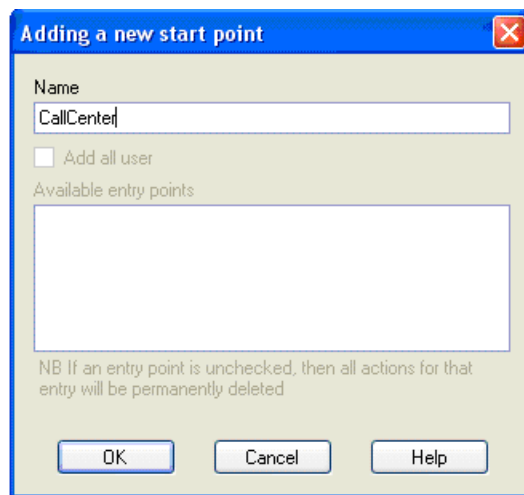 Adding a new start point
Name
CallCenter
Add all user
Available entry points
NB If an entry point is unchecked, then all actions for that
entry will be permanently deleted
OK Cancel Help